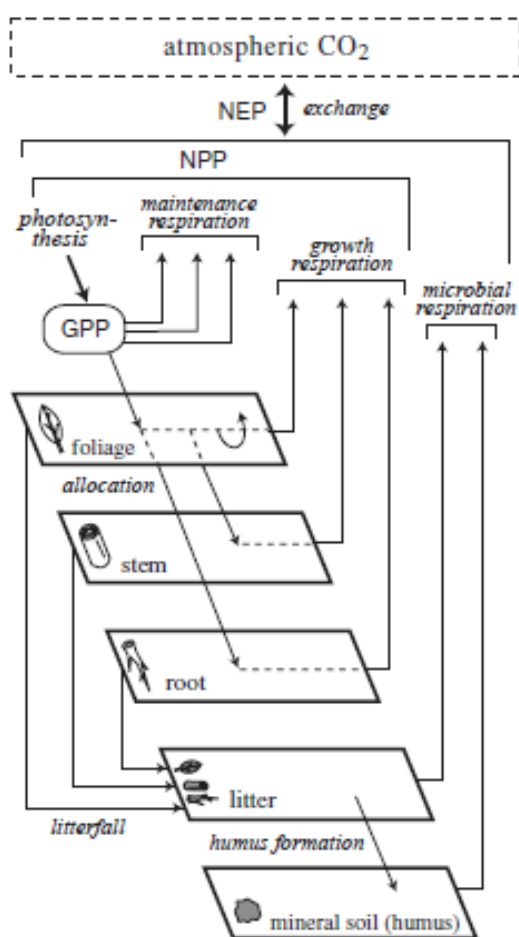 atmospheric CO₂
NEP
exchange
NPP
photosyn-
thesis
maintenance
respiration
growth
respiration
microbial
respiration
GPP
foliage
allocation
stem
root
litter
litterfall
humus formation
mineral soil (humus)